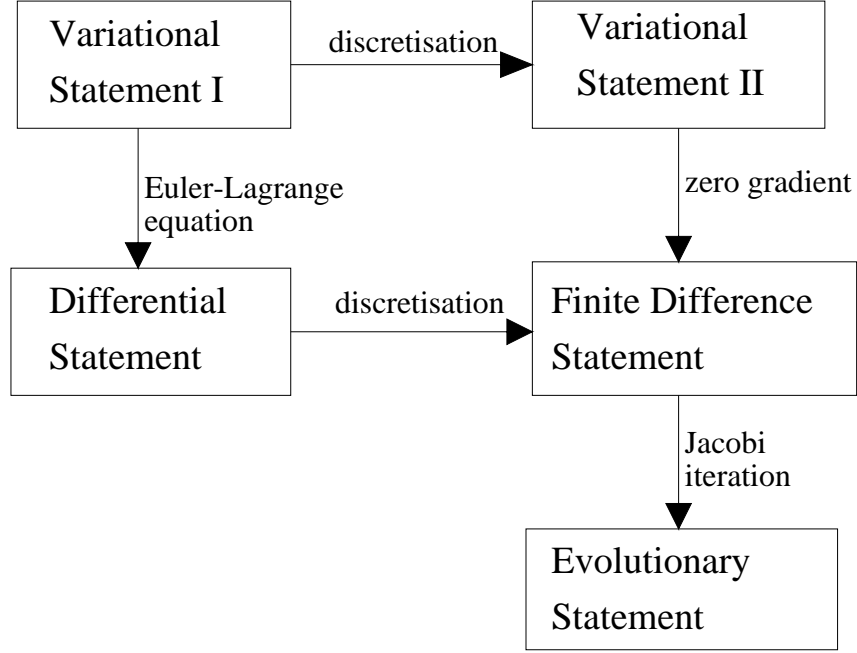 Variational
Statement I
discretisation
Variational
Statement II
Euler-Lagrange
equation
zero gradient
Differential
Statement
discretisation
Finite Difference
Statement
Jacobi
iteration
Evolutionary
Statement